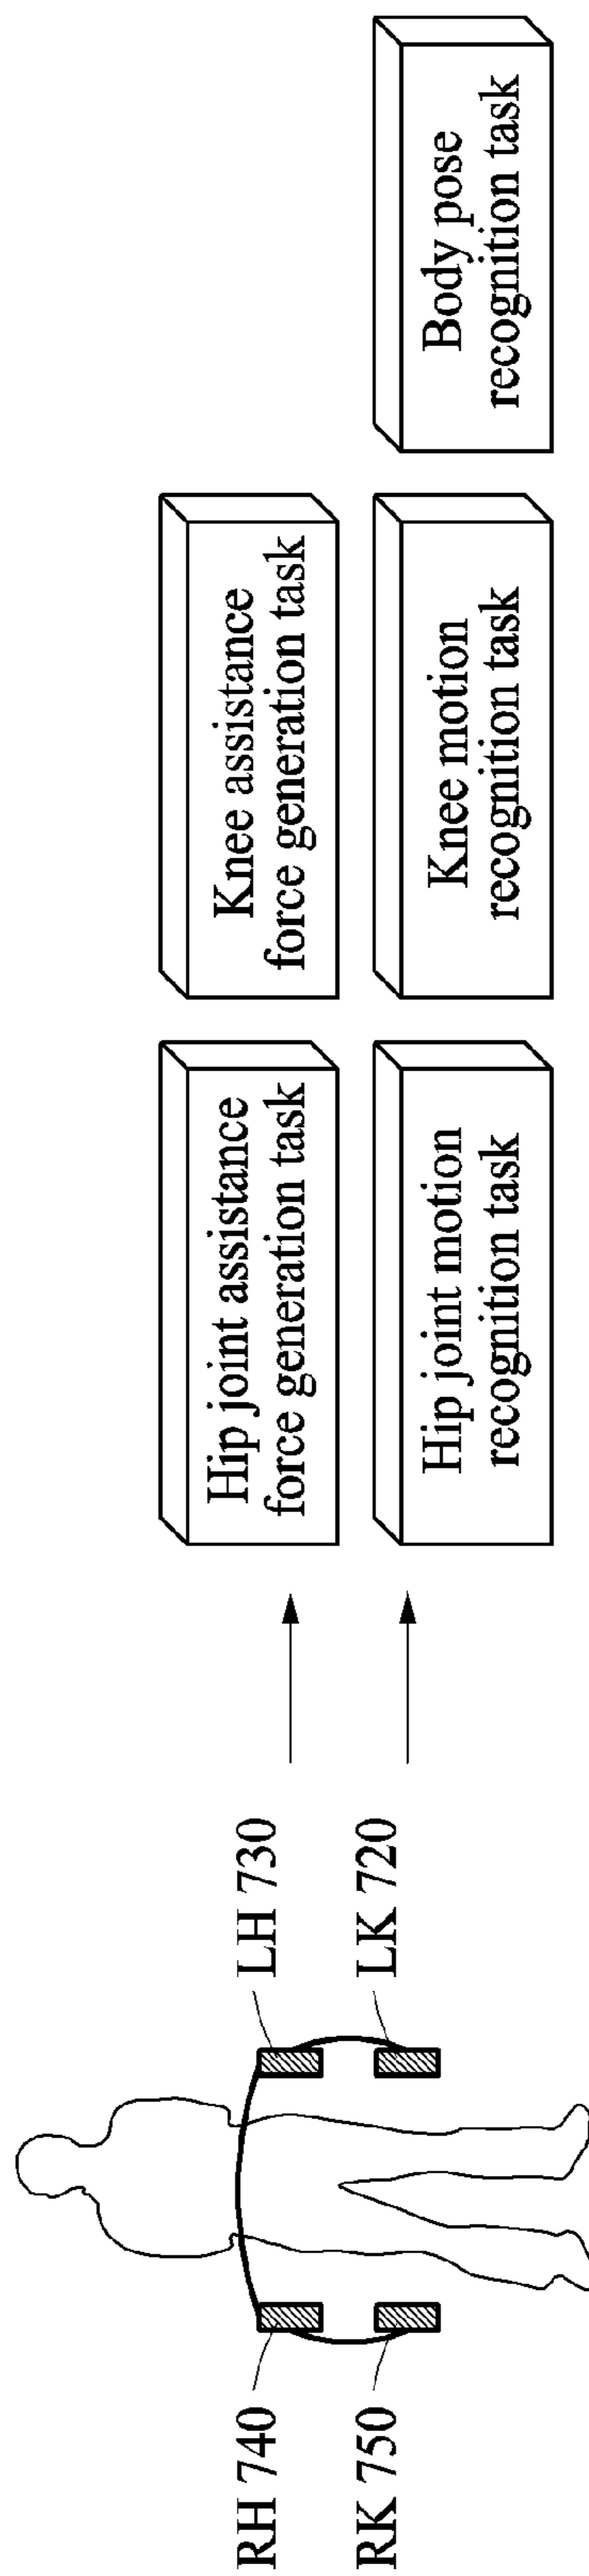 RH 740
LH 730
RK 750
LK 720
Hip joint assistance
force generation task
Knee assistance
force generation task
Hip joint motion
recognition task
Knee motion
recognition task
Body pose
recognition task